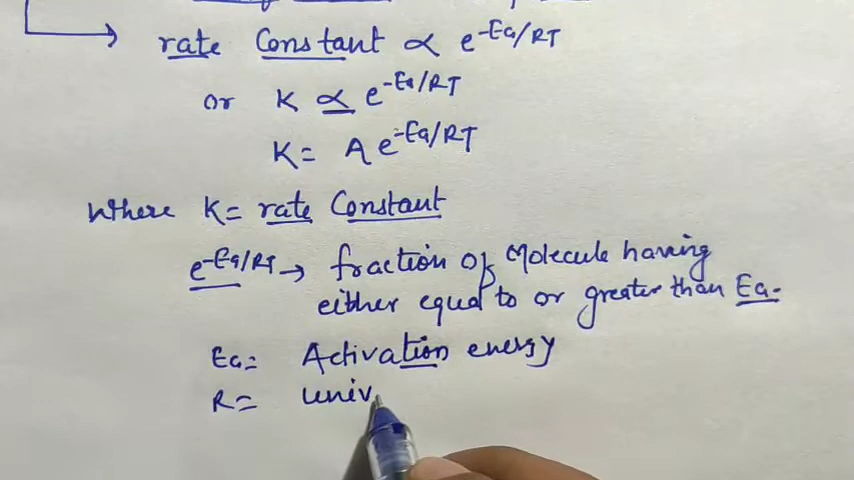 rate Constant ∝ e^-Ea/RT
or K ∝ e^-Ea/RT
K= A e^-Ea/RT
Where K= rate Constant
e^-Ea/RT → fraction of Molecule having
either equal to or greater than Ea.
Ea= Activation energy
R= univ